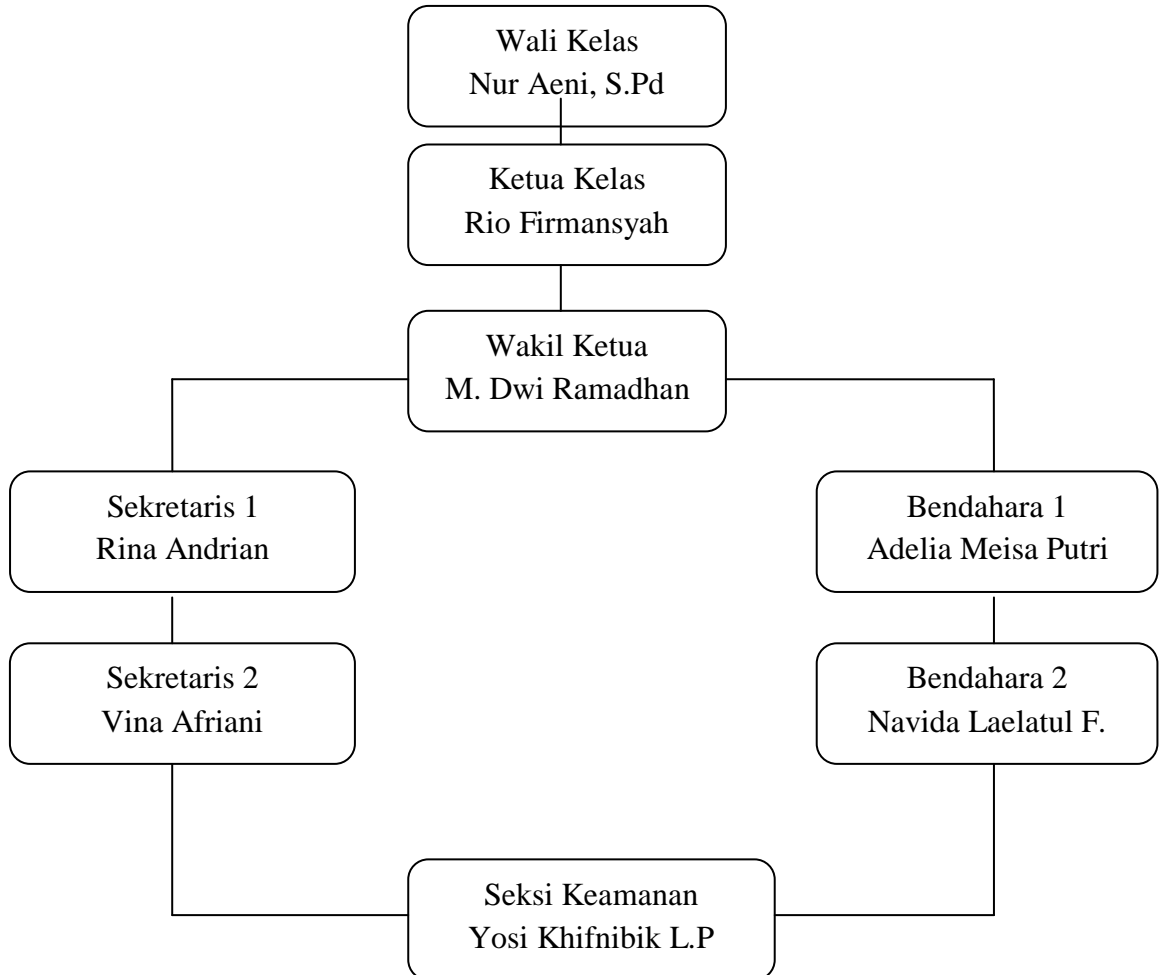 Wali Kelas
Nur Aeni, S.Pd
Ketua Kelas
Rio Firmansyah
Wakil Ketua
M. Dwi Ramadhan
Sekretaris 1
Rina Andrian
Bendahara 1
Adelia Meisa Putri
Sekretaris 2
Vina Afriani
Bendahara 2
Navida Laelatul F.
Seksi Keamanan
Yosi Khifnibik L.P